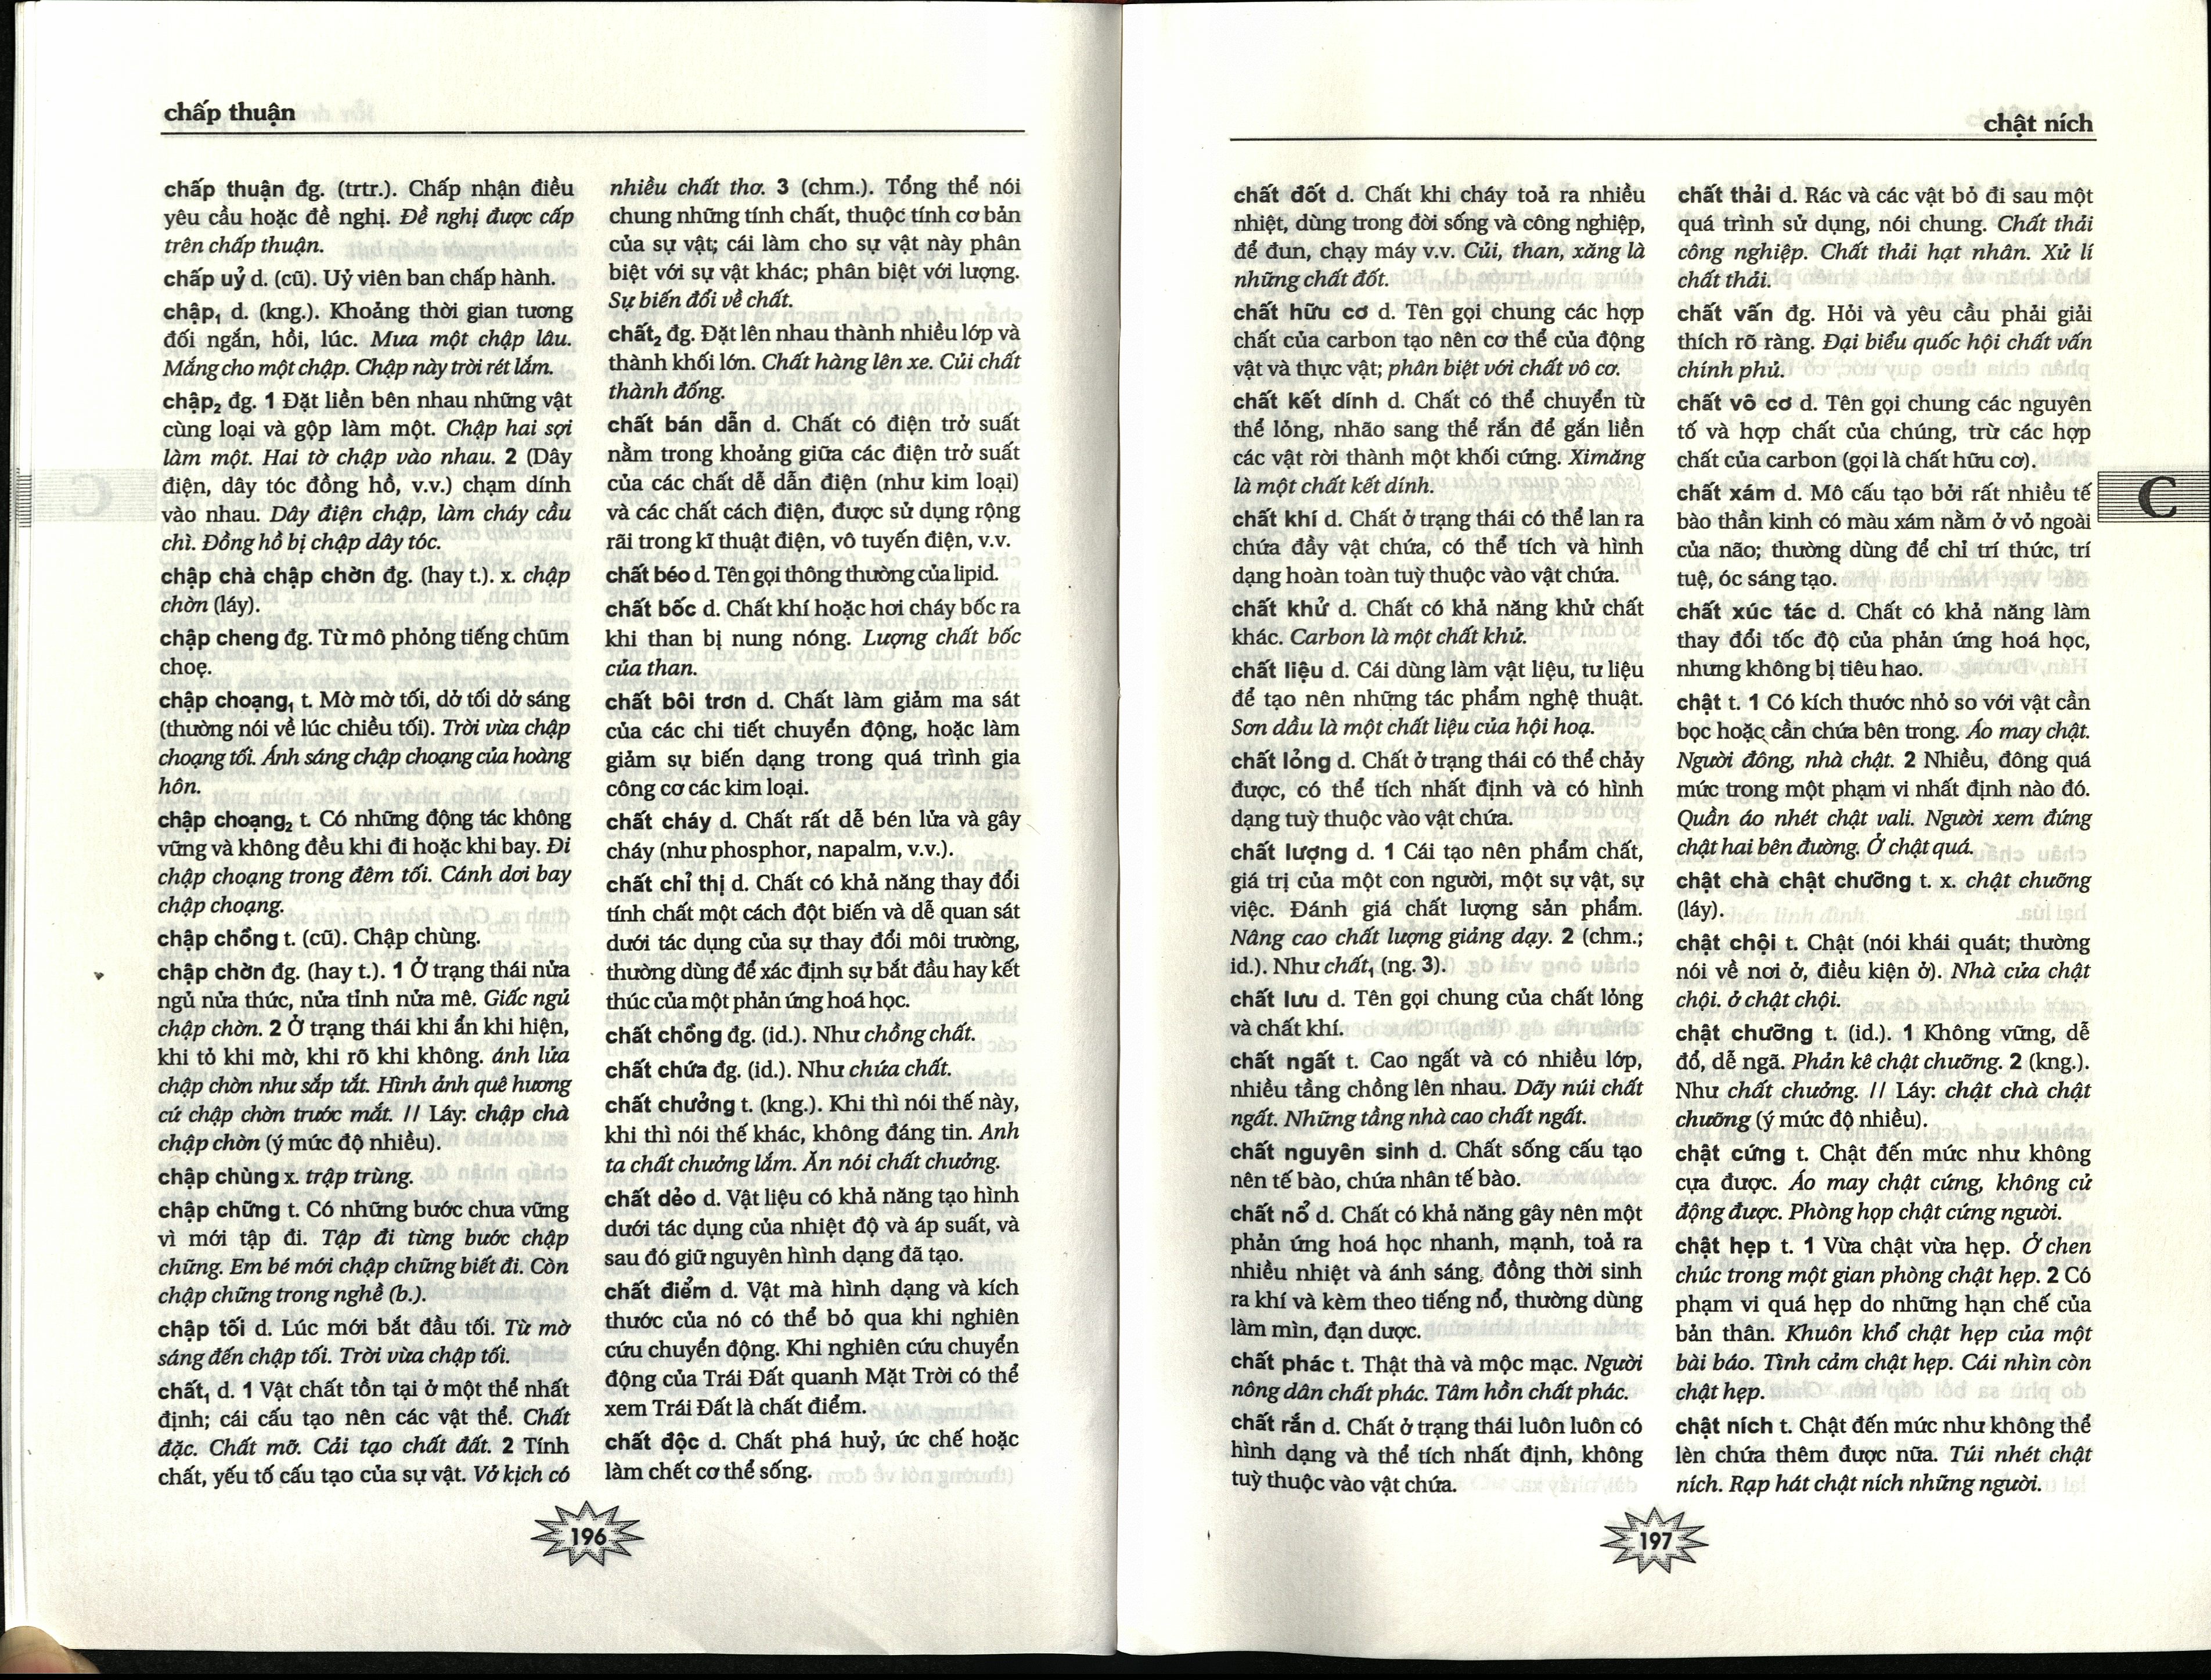 chấp thuận
chấp thuận đg. (trtr.). Chấp nhận điều
yêu cầu hoặc đề nghị. Đề nghị được cấp
trên chấp thuận.
chấp uỷ d. (cũ). Uỷ viên ban chấp hành.
chập₁ d. (kng.). Khoảng thời gian tương
đối ngắn, hồi, lúc. Mưa một chập lâu.
Mắng cho một chập. Chập này trời rét lắm.
chập₂ đg. 1 Đặt liền bên nhau những vật
cùng loại và gộp làm một. Chập hai sợi
làm một. Hai tờ chập vào nhau. 2 (Dây
điện, dây tóc đồng hồ, v.v.) chạm dính
vào nhau. Dây điện chập, làm cháy cầu
chì. Đồng hồ bị chập dây tóc.
chập chà chập chờn đg. (hay t.). x. chập
chờn (láy).
chập cheng đg. Từ mô phỏng tiếng chũm
choẹ.
chập choạng₁ t. Mờ mờ tối, dở tối dở sáng
(thường nói về lúc chiều tối). Trời vừa chập
choạng tối. Ánh sáng chập choạng của hoàng
hôn.
chập choạng₂ t. Có những động tác không
vững và không đều khi đi hoặc khi bay. Đi
chập choạng trong đêm tối. Cánh dơi bay
chập choạng.
chập chồng t. (cũ). Chập chùng.
chập chờn đg. (hay t.). 1 Ở trạng thái nửa
ngủ nửa thức, nửa tỉnh nửa mê. Giấc ngủ
chập chờn. 2 Ở trạng thái khi ẩn khi hiện,
khi tỏ khi mờ, khi rõ khi không. ánh lửa
chập chờn như sắp tắt. Hình ảnh quê hương
cứ chập chờn trước mắt. // Láy: chập chà
chập chờn (ý mức độ nhiều).
chập chùng x. trập trùng.
chập chững t. Có những bước chưa vững
vì mới tập đi. Tập đi từng bước chập
chững. Em bé mới chập chững biết đi. Còn
chập chững trong nghề (b.).
chập tối d. Lúc mới bắt đầu tối. Từ mờ
sáng đến chập tối. Trời vừa chập tối.
chất₁ d. 1 Vật chất tồn tại ở một thể nhất
định; cái cấu tạo nên các vật thể. Chất
đặc. Chất mỡ. Cải tạo chất đất. 2 Tính
chất, yếu tố cấu tạo của sự vật. Vở kịch có
nhiều chất thơ. 3 (chm.). Tổng thể nói
chung những tính chất, thuộc tính cơ bản
của sự vật; cái làm cho sự vật này phân
biệt với sự vật khác; phân biệt với lượng.
Sự biến đổi về chất.
chất₂ đg. Đặt lên nhau thành nhiều lớp và
thành khối lớn. Chất hàng lên xe. Củi chất
thành đống.
chất bán dẫn d. Chất có điện trở suất
nằm trong khoảng giữa các điện trở suất
của các chất dễ dẫn điện (như kim loại)
và các chất cách điện, được sử dụng rộng
rãi trong kĩ thuật điện, vô tuyến điện, v.v.
chất béo d. Tên gọi thông thường của lipid.
chất bốc d. Chất khí hoặc hơi cháy bốc ra
khi than bị nung nóng. Lượng chất bốc
của than.
chất bôi trơn d. Chất làm giảm ma sát
của các chi tiết chuyển động, hoặc làm
giảm sự biến dạng trong quá trình gia
công cơ các kim loại.
chất cháy d. Chất rất dễ bén lửa và gây
cháy (như phosphor, napalm, v.v.).
chất chỉ thị d. Chất có khả năng thay đổi
tính chất một cách đột biến và dễ quan sát
dưới tác dụng của sự thay đổi môi trường,
thường dùng để xác định sự bắt đầu hay kết
thúc của một phản ứng hoá học.
chất chồng đg. (id.). Như chồng chất.
chất chứa đg. (id.). Như chứa chất.
chất chưởng t. (kng.). Khi thì nói thế này,
khi thì nói thế khác, không đáng tin. Anh
ta chất chưởng lắm. Ăn nói chất chưởng.
chất dẻo d. Vật liệu có khả năng tạo hình
dưới tác dụng của nhiệt độ và áp suất, và
sau đó giữ nguyên hình dạng đã tạo.
chất điểm d. Vật mà hình dạng và kích
thước của nó có thể bỏ qua khi nghiên
cứu chuyển động. Khi nghiên cứu chuyển
động của Trái Đất quanh Mặt Trời có thể
xem Trái Đất là chất điểm.
chất độc d. Chất phá huỷ, ức chế hoặc
làm chết cơ thể sống.
196
chật ních
chất đốt d. Chất khi cháy toả ra nhiều
nhiệt, dùng trong đời sống và công nghiệp,
để đun, chạy máy v.v. Củi, than, xăng là
những chất đốt.
chất hữu cơ d. Tên gọi chung các hợp
chất của carbon tạo nên cơ thể của động
vật và thực vật; phân biệt với chất vô cơ.
chất kết dính d. Chất có thể chuyển từ
thể lỏng, nhão sang thể rắn để gắn liền
các vật rời thành một khối cứng. Ximăng
là một chất kết dính.
chất khí d. Chất ở trạng thái có thể lan ra
chứa đầy vật chứa, có thể tích và hình
dạng hoàn toàn tuỳ thuộc vào vật chứa.
chất khử d. Chất có khả năng khử chất
khác. Carbon là một chất khử.
chất liệu d. Cái dùng làm vật liệu, tư liệu
để tạo nên những tác phẩm nghệ thuật.
Sơn dầu là một chất liệu của hội hoạ.
chất lỏng d. Chất ở trạng thái có thể chảy
được, có thể tích nhất định và có hình
dạng tuỳ thuộc vào vật chứa.
chất lượng d. 1 Cái tạo nên phẩm chất,
giá trị của một con người, một sự vật, sự
việc. Đánh giá chất lượng sản phẩm.
Nâng cao chất lượng giảng dạy. 2 (chm.;
id.). Như chất₁ (ng. 3).
chất lưu d. Tên gọi chung của chất lỏng
và chất khí.
chất ngất t. Cao ngất và có nhiều lớp,
nhiều tầng chồng lên nhau. Dãy núi chất
ngất. Những tầng nhà cao chất ngất.
chất nguyên sinh d. Chất sống cấu tạo
nên tế bào, chứa nhân tế bào.
chất nổ d. Chất có khả năng gây nên một
phản ứng hoá học nhanh, mạnh, toả ra
nhiều nhiệt và ánh sáng, đồng thời sinh
ra khí và kèm theo tiếng nổ, thường dùng
làm mìn, đạn dược.
chất phác t. Thật thà và mộc mạc. Người
nông dân chất phác. Tâm hồn chất phác.
chất rắn d. Chất ở trạng thái luôn luôn có
hình dạng và thể tích nhất định, không
tuỳ thuộc vào vật chứa.
chất thải d. Rác và các vật bỏ đi sau một
quá trình sử dụng, nói chung. Chất thải
công nghiệp. Chất thải hạt nhân. Xử lí
chất thải.
chất vấn đg. Hỏi và yêu cầu phải giải
thích rõ ràng. Đại biểu quốc hội chất vấn
chính phủ.
chất vô cơ d. Tên gọi chung các nguyên
tố và hợp chất của chúng, trừ các hợp
chất của carbon (gọi là chất hữu cơ).
chất xám d. Mô cấu tạo bởi rất nhiều tế
bào thần kinh có màu xám nằm ở vỏ ngoài
của não; thường dùng để chỉ trí thức, trí
tuệ, óc sáng tạo.
chất xúc tác d. Chất có khả năng làm
thay đổi tốc độ của phản ứng hoá học,
nhưng không bị tiêu hao.
chật t. 1 Có kích thước nhỏ so với vật cần
bọc hoặc cần chứa bên trong. Áo may chật.
Người đông, nhà chật. 2 Nhiều, đông quá
mức trong một phạm vi nhất định nào đó.
Quần áo nhét chật vali. Người xem đứng
chật hai bên đường. Ở chật quá.
chật chà chật chưỡng t. x. chật chưỡng
(láy).
chật chội t. Chật (nói khái quát; thường
nói về nơi ở, điều kiện ở). Nhà cửa chật
chội. ở chật chội.
chật chưỡng t. (id.). 1 Không vững, dễ
đổ, dễ ngã. Phản kê chật chưỡng. 2 (kng.).
Như chất chưởng. // Láy: chật chà chật
chưỡng (ý mức độ nhiều).
chật cứng t. Chật đến mức như không
cựa được. Áo may chật cứng, không cử
động được. Phòng họp chật cứng người.
chật hẹp t. 1 Vừa chật vừa hẹp. Ở chen
chúc trong một gian phòng chật hẹp. 2 Có
phạm vi quá hẹp do những hạn chế của
bản thân. Khuôn khổ chật hẹp của một
bài báo. Tình cảm chật hẹp. Cái nhìn còn
chật hẹp.
chật ních t. Chật đến mức như không thể
lèn chứa thêm được nữa. Túi nhét chật
ních. Rạp hát chật ních những người.
C
197